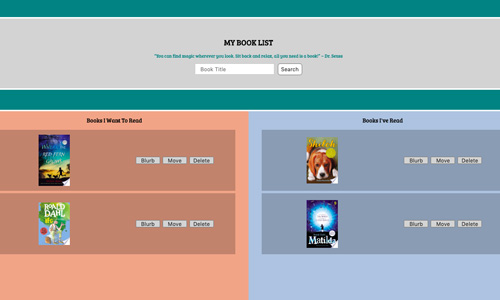 MY BOOK LIST
"You can find magic wherever you look. Sit back and relax, all you need is a book!" - Dr. Seuss
Book Title Search
Books I Want To Read
Blurb Move Delete
ROALD
DAHL
Blurb Move Delete
Books I've Read
Shiloh
Blurb Move Delete
Matilda
Blurb Move Delete